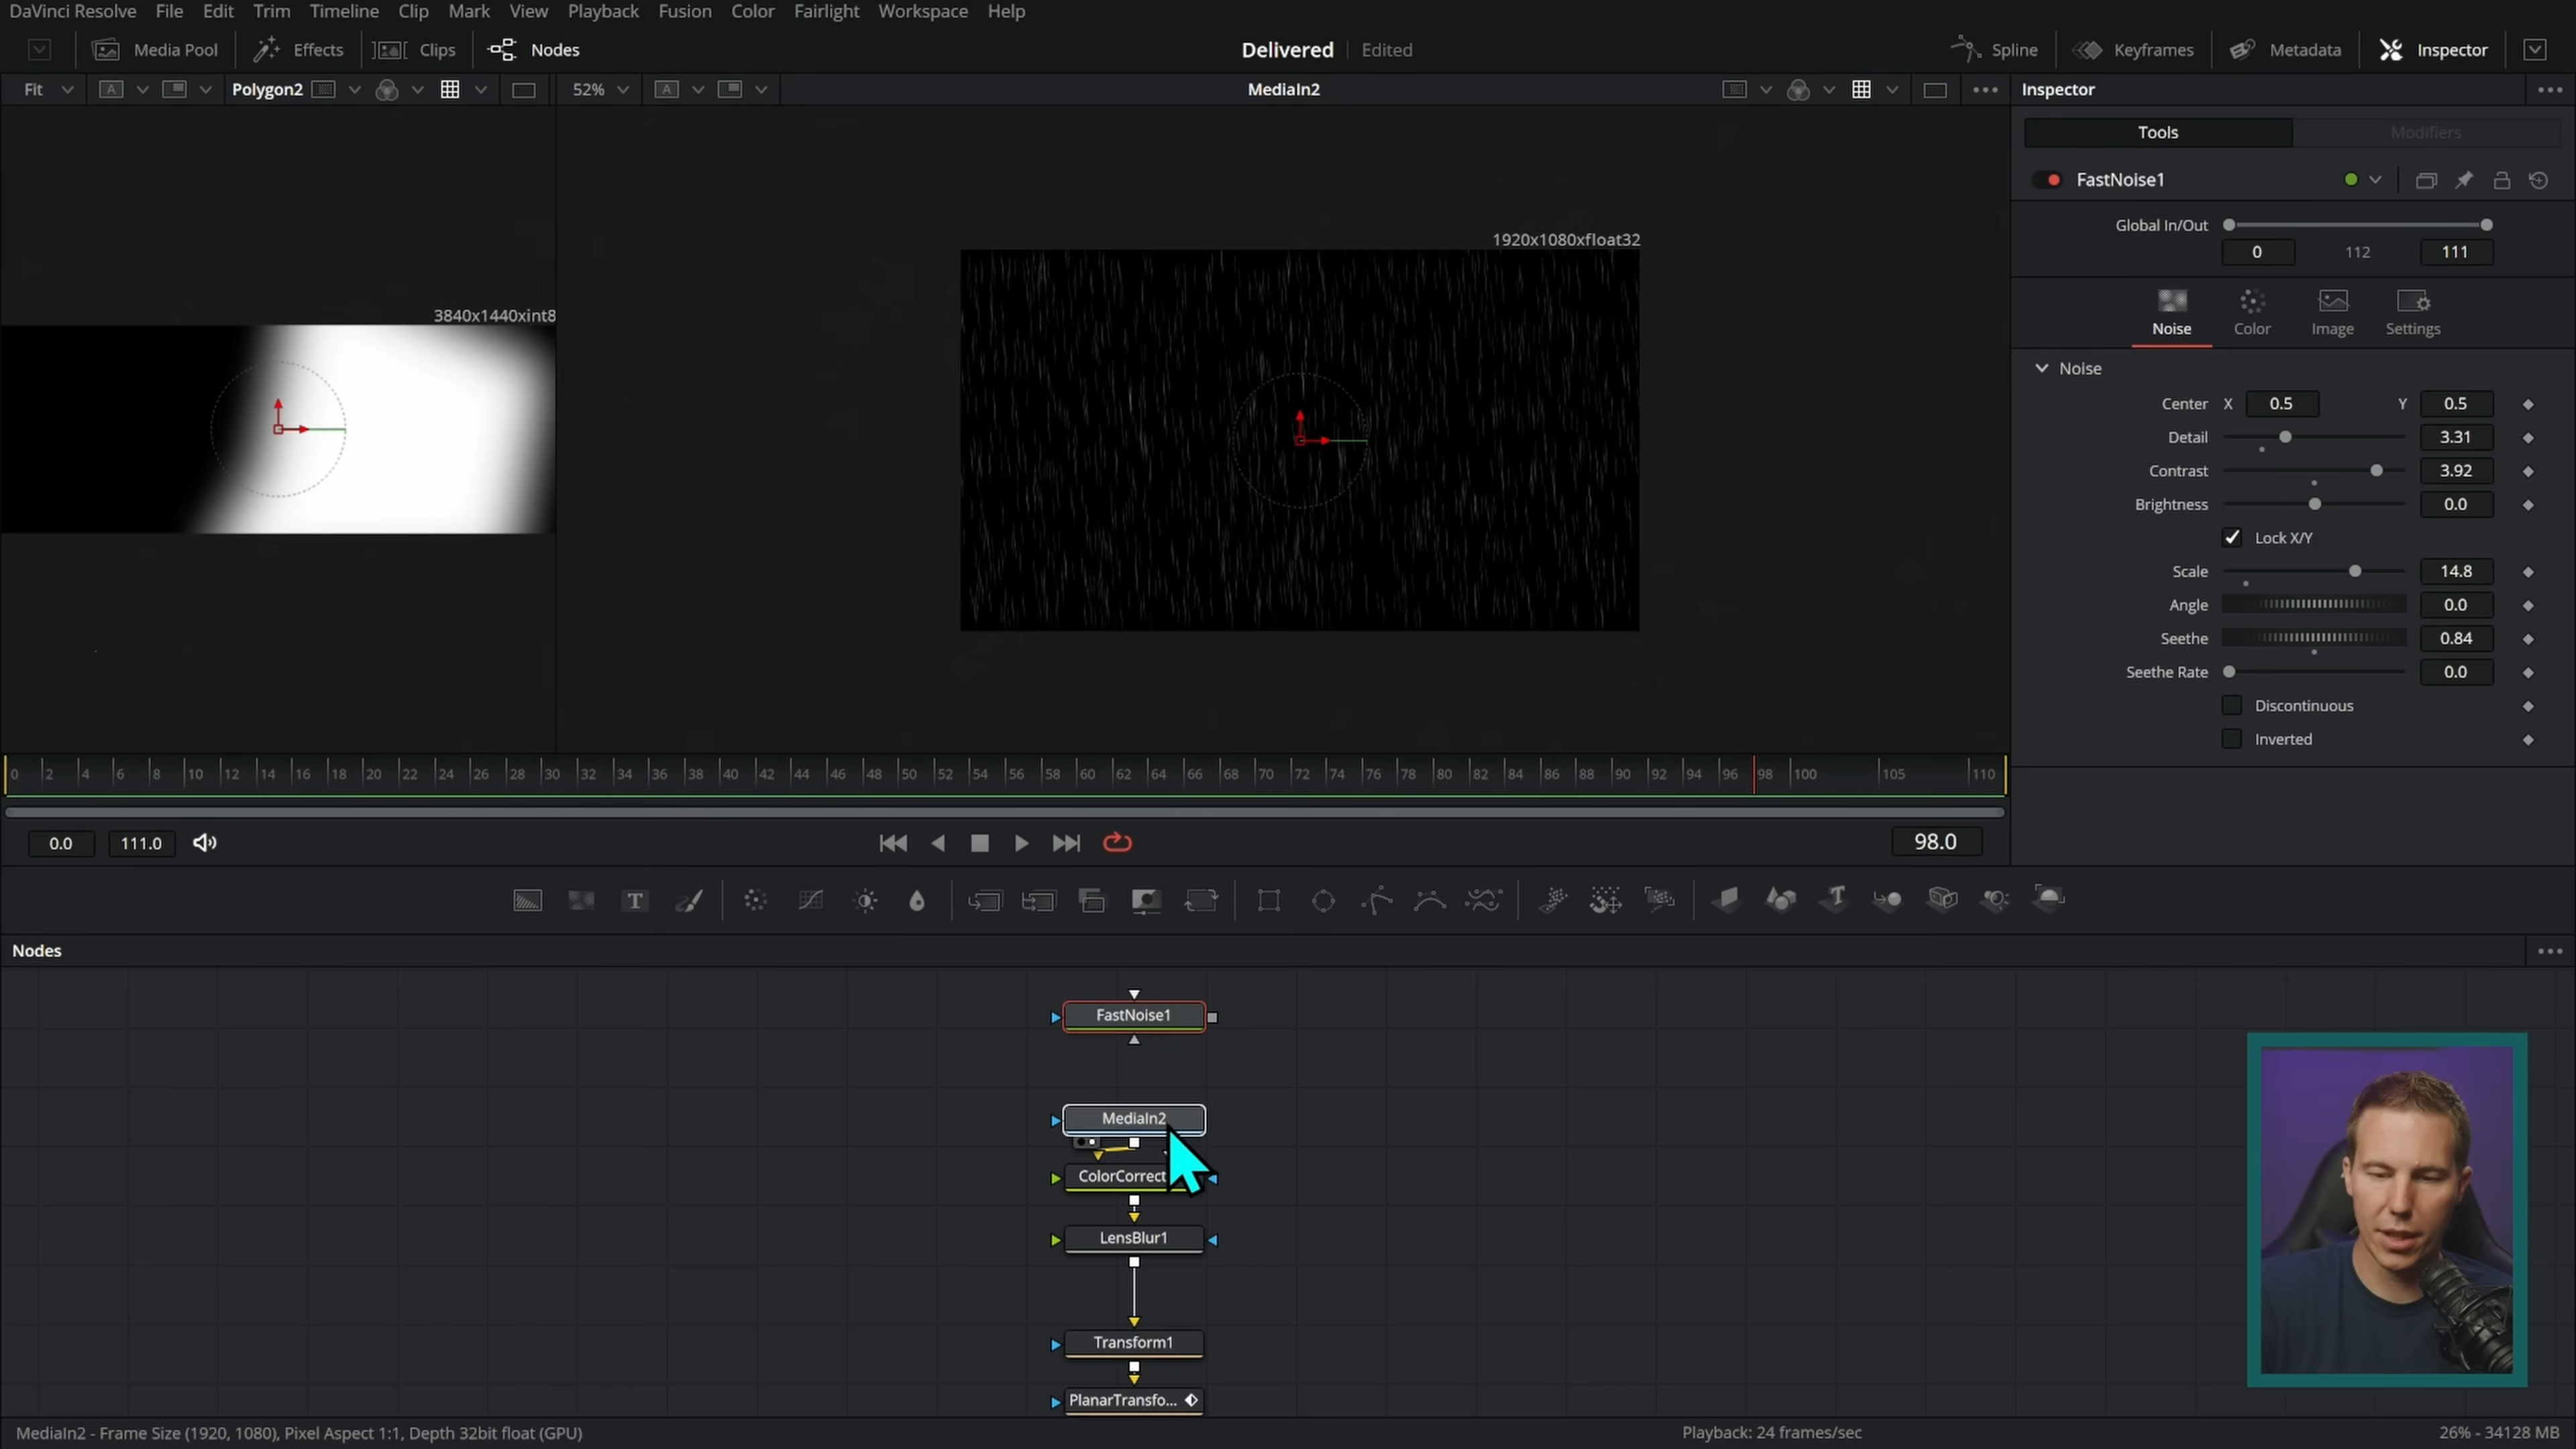 DaVinci Resolve File Edit Trim Timeline Clip Mark View Playback Fusion Color Fairlight Workspace Help
Media Pool Effects Clips Nodes Delivered Edited Spline Keyframes Metadata Inspector
Fit A Polygon2 52% A MediaIn2 Inspector
Tools Modifiers
FastNoise1
Global In/Out
0 112 111
1920x1080xfloat32
3840x1440xint8
Noise Color Image Settings
Noise
Center X 0.5 Y 0.5
Detail 3.31
Contrast 3.92
Brightness 0.0
Lock X/Y
Scale 14.8
Angle 0.0
Seethe 0.84
Seethe Rate 0.0
Discontinuous
Inverted
0 2 4 6 8 10 12 14 16 18 20 22 24 26 28 30 32 34 36 38 40 42 44 46 48 50 52 54 56 58 60 62 64 66 68 70 72 74 76 78 80 82 84 86 88 90 92 94 96 98 100 105 110
0.0 111.0 98.0
T T
Nodes
FastNoise1
MediaIn2
ColorCorrect
LensBlur1
Transform1
PlanarTransfo...
MediaIn2 - Frame Size (1920, 1080), Pixel Aspect 1:1, Depth 32bit float (GPU) Playback: 24 frames/sec 26% - 34128 MB